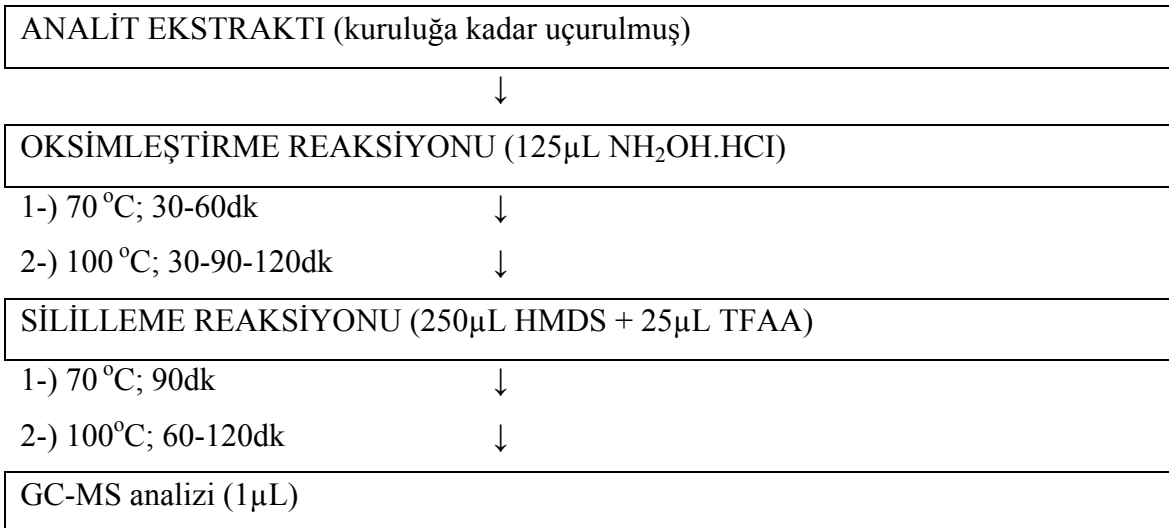 ANALİT EKSTRAKTI (kuruluğa kadar uçurulmuş)
↓
OKSİMLEŞTİRME REAKSİYONU (125µL NH₂OH.HCI)
1-) 70 °C; 30-60dk ↓
2-) 100 °C; 30-90-120dk ↓
SİLİLLEME REAKSİYONU (250µL HMDS + 25µL TFAA)
1-) 70 °C; 90dk ↓
2-) 100°C; 60-120dk ↓
GC-MS analizi (1µL)